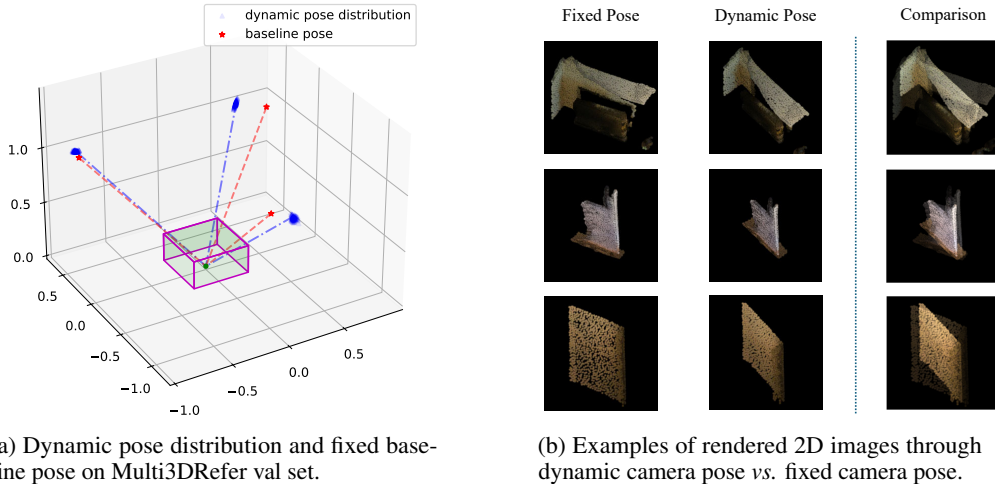 dynamic pose distribution
baseline pose
1.0
0.5
0.0
0.5
0.0
−0.5
−1.0
−1.0
−0.5
0.0
0.5
a) Dynamic pose distribution and fixed base-
ine pose on Multi3DRefer val set.
Fixed Pose Dynamic Pose Comparison
(b) Examples of rendered 2D images through
dynamic camera pose vs. fixed camera pose.